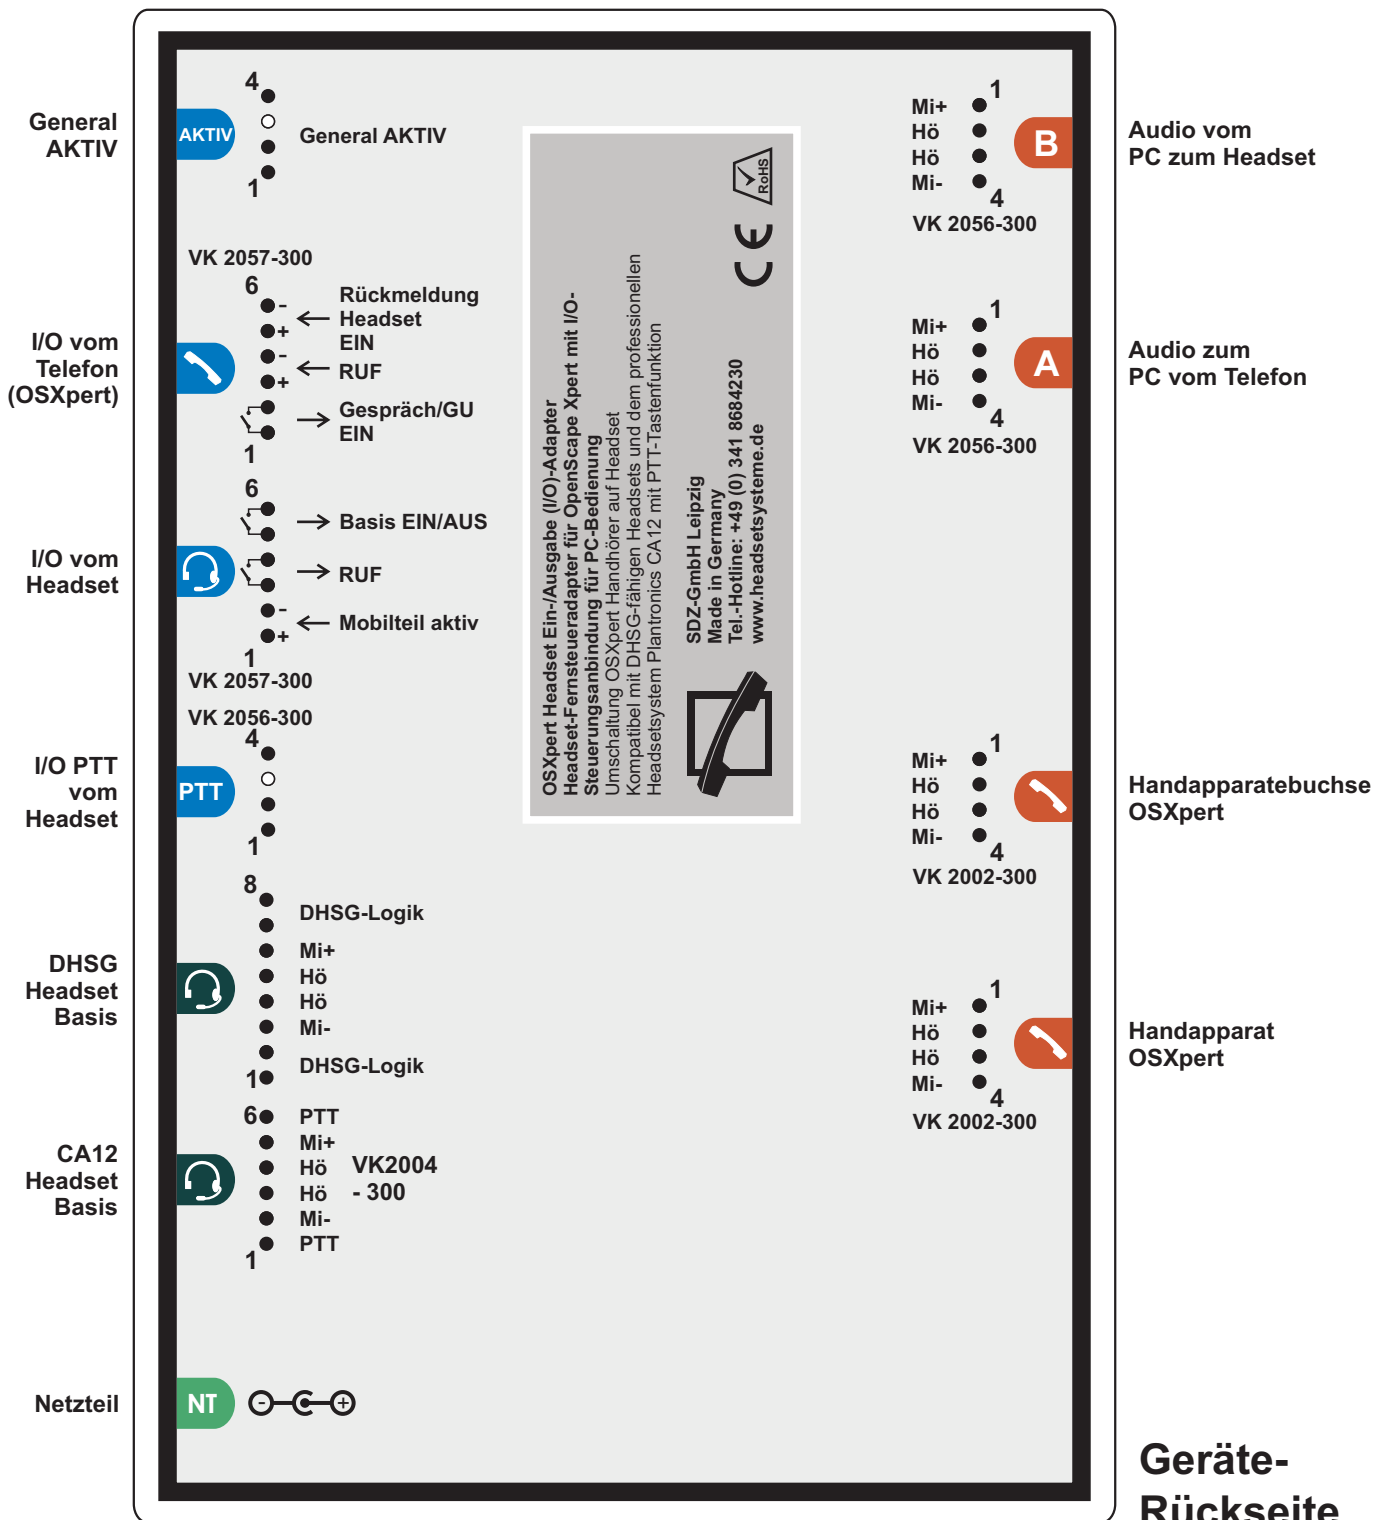 General
AKTIV
AKTIV
4
1
General AKTIV
VK 2057-300
I/O vom
Telefon
(OSXpert)
6
-
+
-
+
1
Rückmeldung
Headset
EIN
RUF
Gespräch/GU
EIN
I/O vom
Headset
6
Basis EIN/AUS
RUF
-
+
Mobilteil aktiv
1
VK 2057-300
VK 2056-300
I/O PTT
vom
Headset
PTT
4
1
DHSG
Headset
Basis
8
DHSG-Logik
Mi+
Hö
Hö
Mi-
DHSG-Logik
1
CA12
Headset
Basis
6
PTT
Mi+
Hö
Hö
Mi-
PTT
1
VK2004
- 300
Netzteil
NT
- +
OSXpert Headset Ein-/Ausgabe (I/O)-Adapter
Headset-Fernsteueradapter für OpenScape Xpert mit I/O-
Steuerungsanbindung für PC-Bedienung
Umschaltung OSXpert Handhörer auf Headset
Kompatibel mit DHSG-fähigen Headsets und dem professionellen
Headsetsystem Plantronics CA12 mit PTT-Tastenfunktion
SDZ-GmbH Leipzig
Made in Germany
Tel.-Hotline: +49 (0) 341 8684230
www.headsetsysteme.de
CE
RoHS
Mi+
Hö
Hö
Mi-
1
4
VK 2056-300
B
Audio vom
PC zum Headset
Mi+
Hö
Hö
Mi-
1
4
VK 2056-300
A
Audio zum
PC vom Telefon
Mi+
Hö
Hö
Mi-
1
4
VK 2002-300
Handapparatebuchse
OSXpert
Mi+
Hö
Hö
Mi-
1
4
VK 2002-300
Handapparat
OSXpert
Geräte-
Rückseite